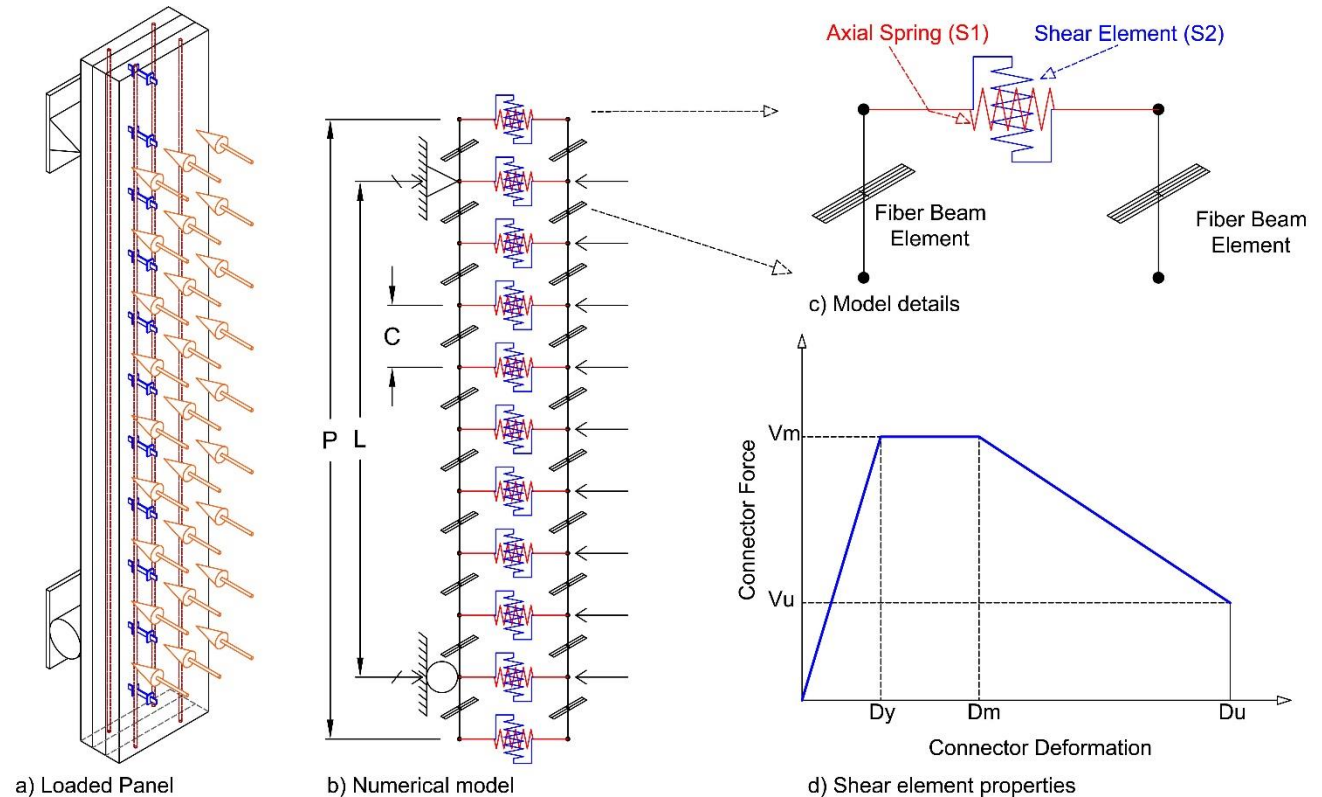 Axial Spring (S1)
Shear Element (S2)
Fiber Beam
Element
Fiber Beam
Element
c) Model details
C
P
L
Vm
Vu
Connector Force
Dy
Dm
Du
Connector Deformation
a) Loaded Panel
b) Numerical model
d) Shear element properties